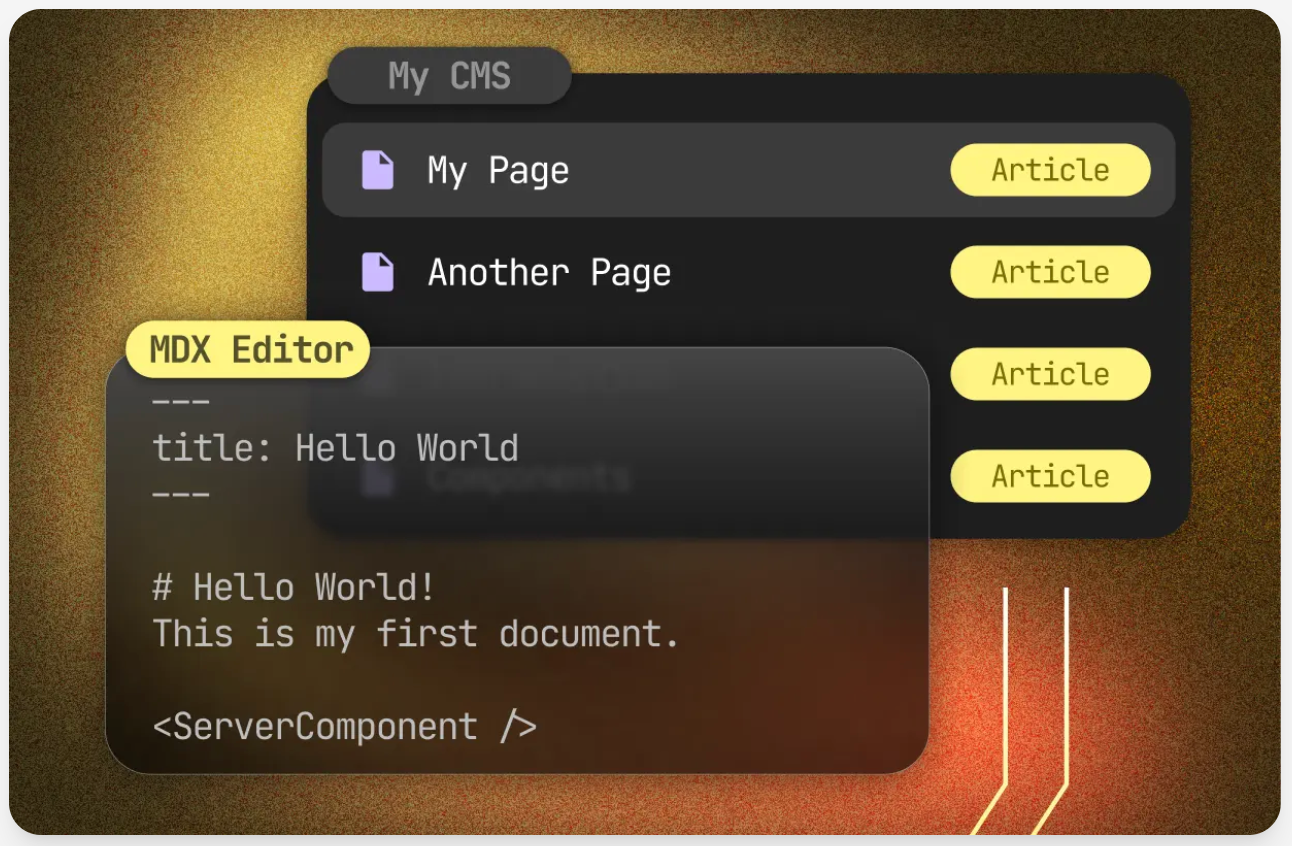 My CMS
My Page
Article
Another Page
Article
Article
Components
Article
MDX Editor
---
title: Hello World
---
# Hello World!
This is my first document.
<ServerComponent />